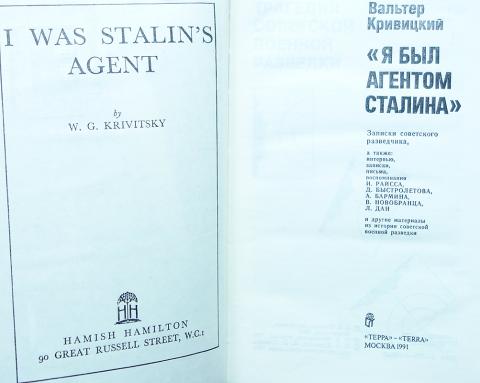 I WAS STALIN'S
AGENT
by
W. G. KRIVITSKY
HH
HAMISH HAMILTON
90 GREAT RUSSELL STREET, W.C.1
Вальтер
Кривицкий
«Я БЫЛ
АГЕНТОМ
СТАЛИНА»
Записки советского
разведчика,
а также:
интервью,
записки,
письма,
воспоминания
И. РАЙССА,
Д. БЫСТРОЛЕТОВА,
А. БАРМИНА,
В. НОВОБРАНЦА,
Л. ДАН
и другие материалы
из истории советской
военной разведки
«ТЕРРА» – «TERRA»
МОСКВА 1991